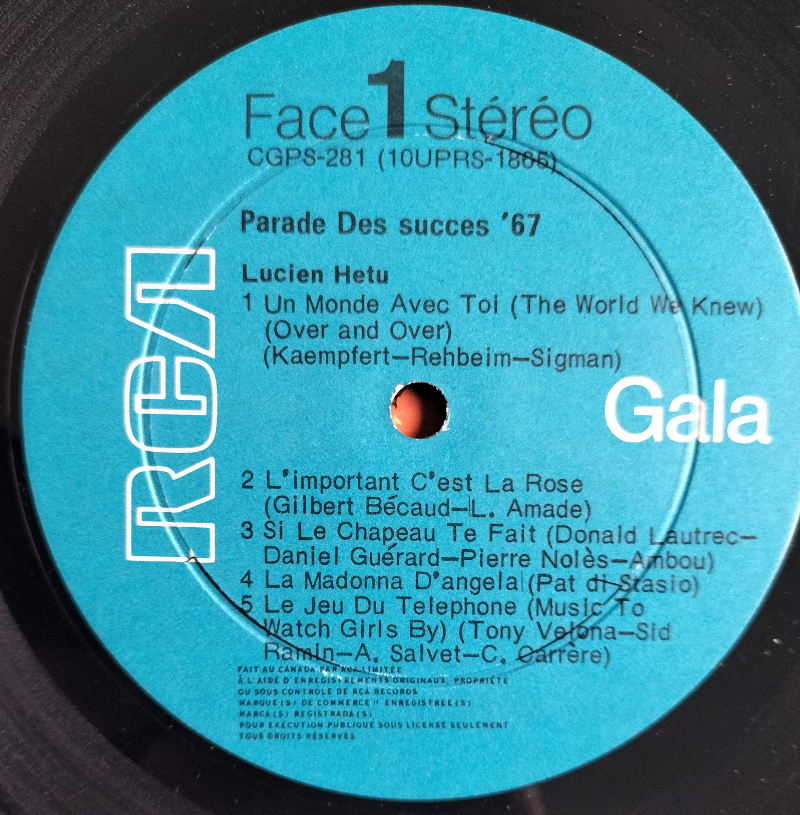 Face 1 Stéréo
CGPS-281 (10UPRS-1865)
Parade Des succes '67
Lucien Hetu
1 Un Monde Avec Toi (The World We Knew)
(Over and Over)
(Kaempfert—Rehbeim—Sigman)
RCA
Gala
2 L'important C'est La Rose
(Gilbert Bécaud—L. Amade)
3 Si Le Chapeau Te Fait (Donald Lautrec—
Daniel Guérard—Pierre Nolès—Ambou)
4 La Madonna D'angela (Pat di Stasio)
5 Le Jeu Du Telephone (Music To
Watch Girls By) (Tony Velona—Sid
Ramin—A. Salvet—C. Carrère)
FAIT AU CANADA PAR RCA LIMITÉE
À L'AIDE D'ENREGISTREMENTS ORIGINAUX, PROPRIÉTÉ
OU SOUS CONTROLE DE RCA RECORDS
MARQUE(S) DE COMMERCE ENREGISTREE(S)
MARCA(S) REGISTRADA(S)
POUR EXECUTION PUBLIQUE SOUS LICENSE SEULEMENT
TOUS DROITS RÉSERVÉS